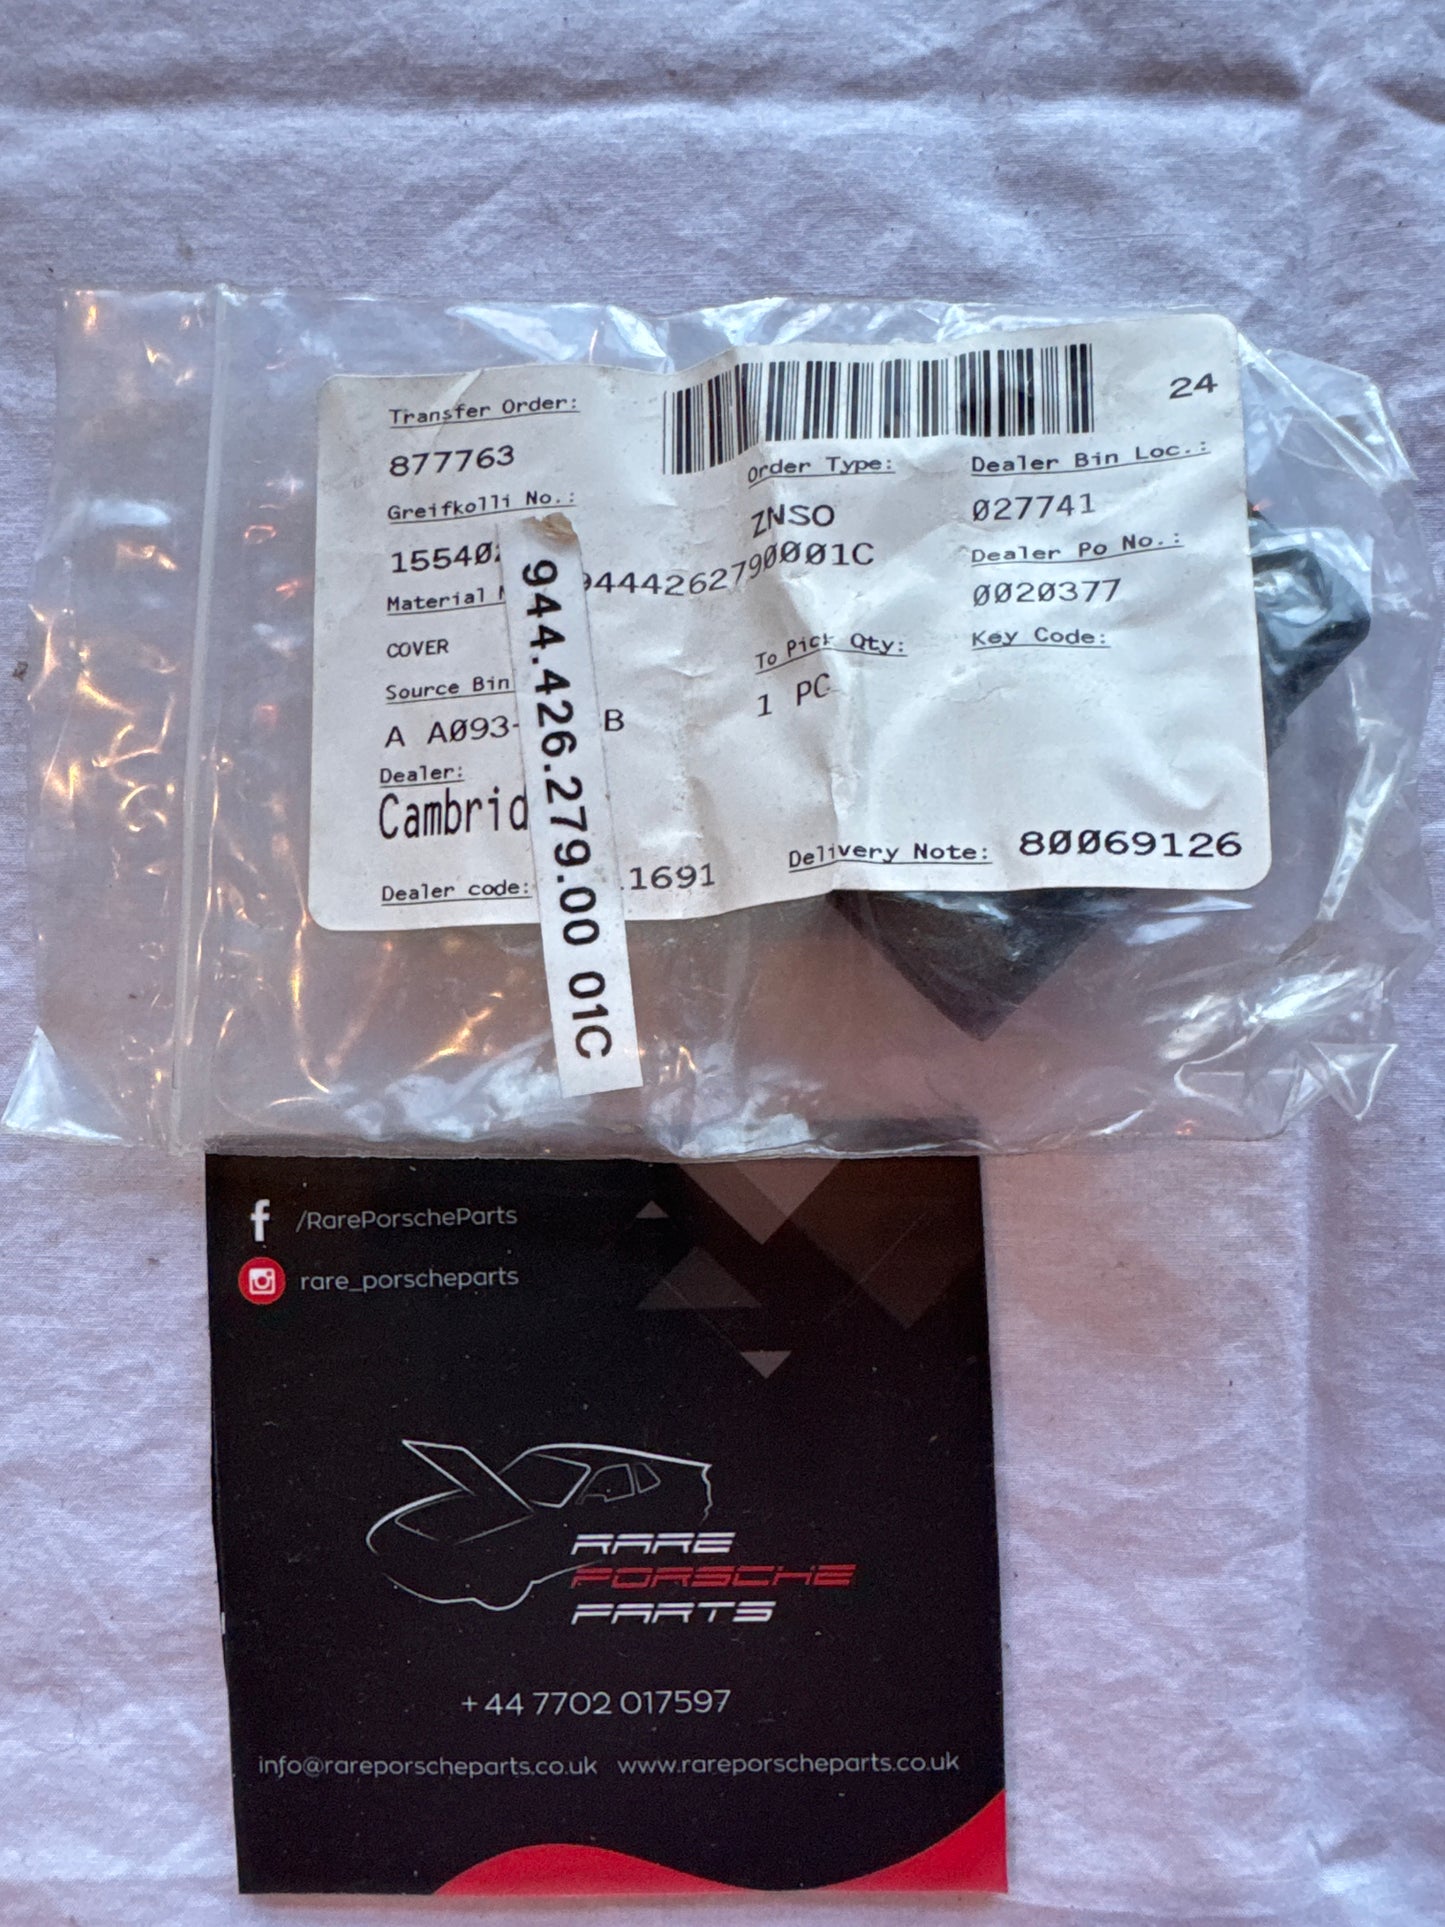 24
Transfer Order:
877763
Order Type:
Dealer Bin Loc.:
Greifkolli No.:
ZNSO
027741
Material
9444262790001C
Dealer Po No.:
0020377
COVER
To Pick Qty:
Key Code:
Source Bin
1 PC
A A093- B
Dealer:
Delivery Note: 80069126
Dealer code: 1691
944.426.279.00 01C
/RarePorscheParts
rare_porscheparts
RARE
PORSCHE
PARTS
+44 7702 017597
info@rareporscheparts.co.uk www.rareporscheparts.co.uk